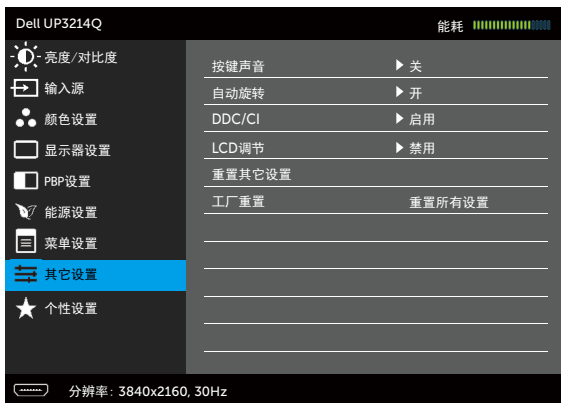 Dell UP3214Q
能耗
亮度/对比度
输入源
颜色设置
显示器设置
PBP设置
能源设置
菜单设置
其它设置
个性设置
按键声音 关
自动旋转 开
DDC/CI 启用
LCD调节 禁用
重置其它设置
工厂重置 重置所有设置
分辨率: 3840x2160, 30Hz